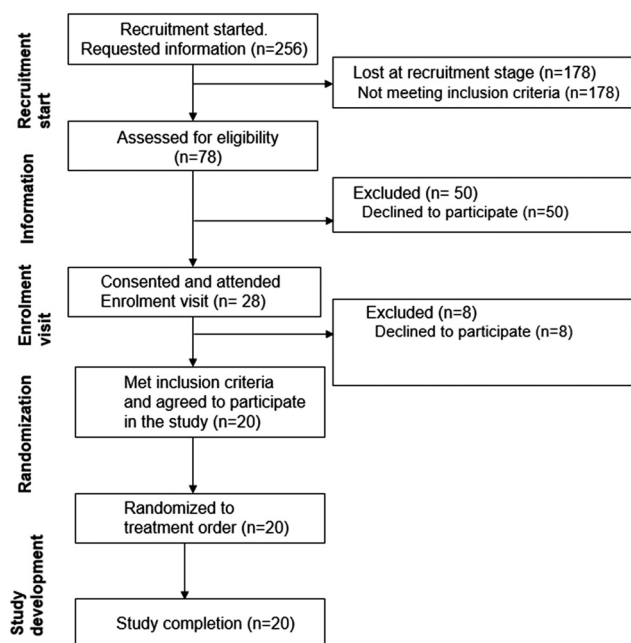 Recruitment started.
Requested information (n=256)
Recruitment
start
Lost at recruitment stage (n=178)
Not meeting inclusion criteria (n=178)
Assessed for eligibility
(n=78)
Information
Excluded (n= 50)
Declined to participate (n=50)
Enrolment
visit
Consented and attended
Enrolment visit (n= 28)
Excluded (n=8)
Declined to participate (n=8)
Randomization
Met inclusion criteria
and agreed to participate
in the study (n=20)
Randomized to
treatment order (n=20)
Study
development
Study completion (n=20)